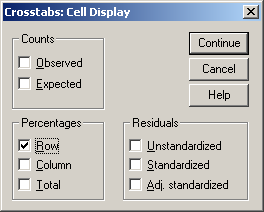 Crosstabs: Cell Display
Counts
Observed
Expected
Continue
Cancel
Help
Percentages
Row
Column
Total
Residuals
Unstandardized
Standardized
Adj. standardized